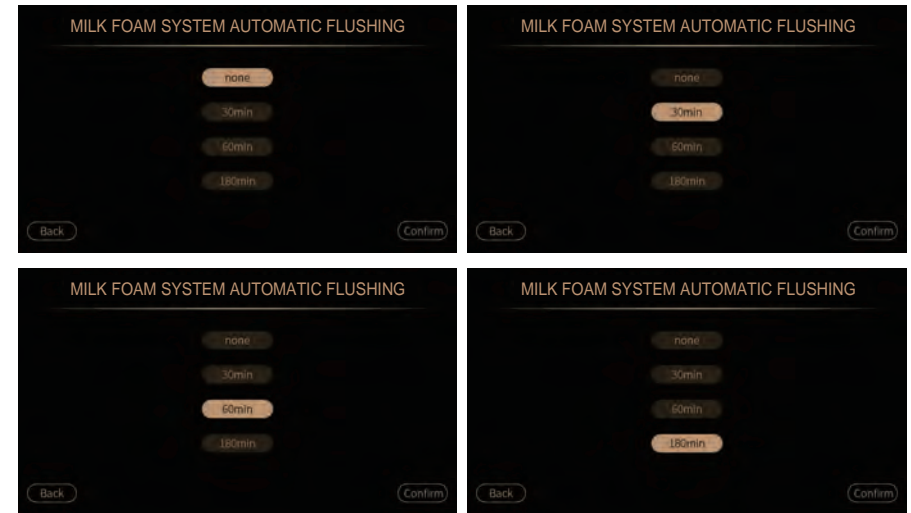 MILK FOAM SYSTEM AUTOMATIC FLUSHING
none
30min
60min
180min
Back
Confirm
MILK FOAM SYSTEM AUTOMATIC FLUSHING
none
30min
60min
180min
Back
Confirm
MILK FOAM SYSTEM AUTOMATIC FLUSHING
none
30min
60min
180min
Back
Confirm
MILK FOAM SYSTEM AUTOMATIC FLUSHING
none
30min
60min
180min
Back
Confirm